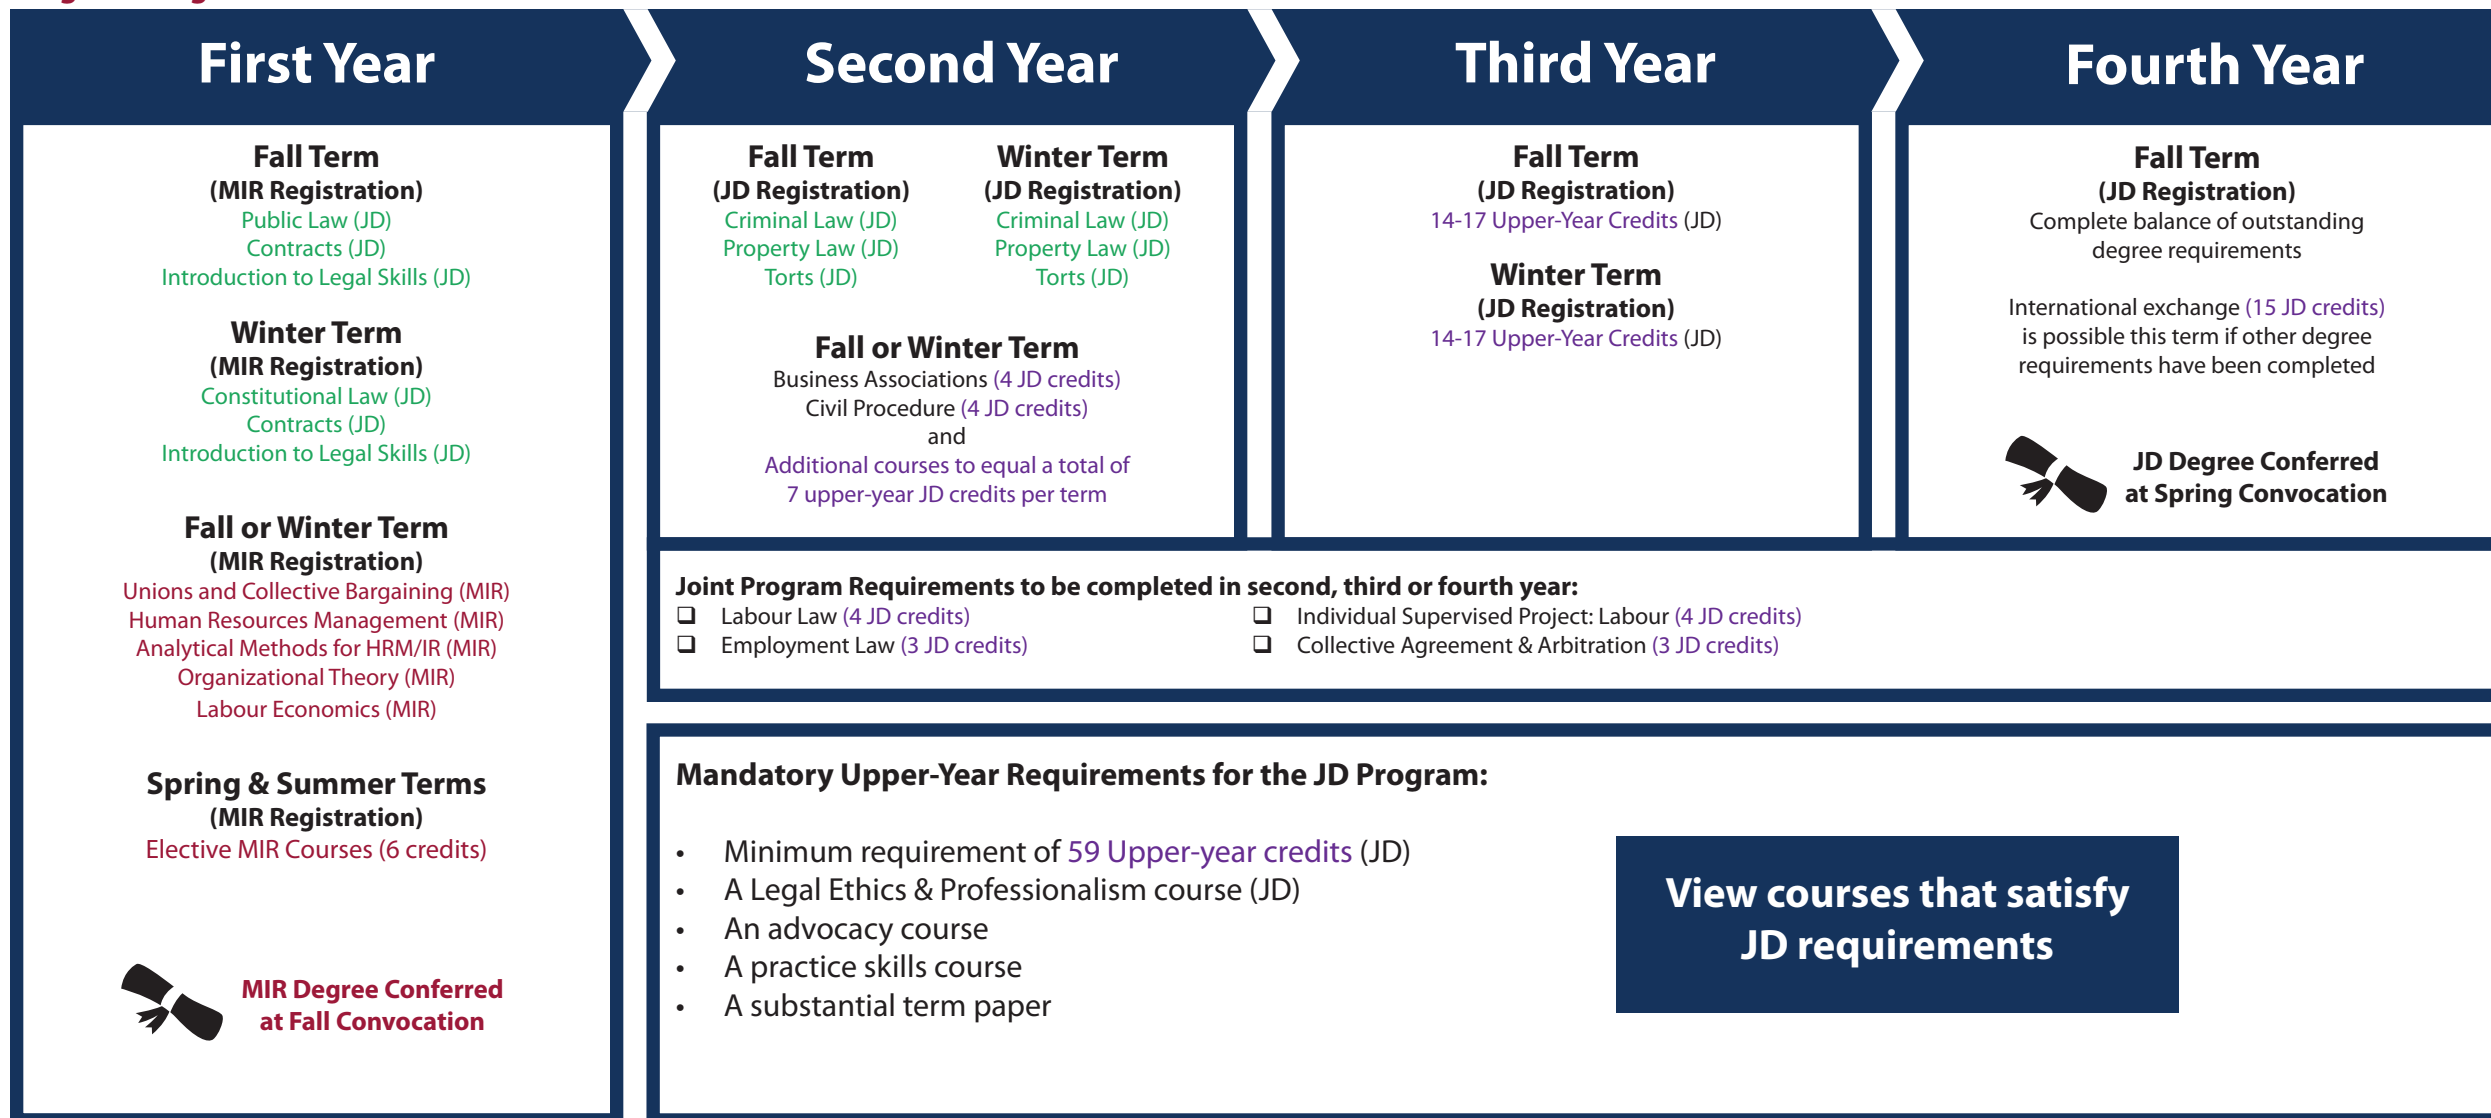 First Year
Second Year
Third Year
Fourth Year
Fall Term
(MIR Registration)
Public Law (JD)
Contracts (JD)
Introduction to Legal Skills (JD)
Winter Term
(MIR Registration)
Constitutional Law (JD)
Contracts (JD)
Introduction to Legal Skills (JD)
Fall or Winter Term
(MIR Registration)
Unions and Collective Bargaining (MIR)
Human Resources Management (MIR)
Analytical Methods for HRM/IR (MIR)
Organizational Theory (MIR)
Labour Economics (MIR)
Spring & Summer Terms
(MIR Registration)
Elective MIR Courses (6 credits)
MIR Degree Conferred
at Fall Convocation
Fall Term
(JD Registration)
Criminal Law (JD)
Property Law (JD)
Torts (JD)
Winter Term
(JD Registration)
Criminal Law (JD)
Property Law (JD)
Torts (JD)
Fall or Winter Term
Business Associations (4 JD credits)
Civil Procedure (4 JD credits)
and
Additional courses to equal a total of
7 upper-year JD credits per term
Fall Term
(JD Registration)
14-17 Upper-Year Credits (JD)
Winter Term
(JD Registration)
14-17 Upper-Year Credits (JD)
Fall Term
(JD Registration)
Complete balance of outstanding
degree requirements
International exchange (15 JD credits)
is possible this term if other degree
requirements have been completed
JD Degree Conferred
at Spring Convocation
Joint Program Requirements to be completed in second, third or fourth year:
❑ Labour Law (4 JD credits)
❑ Employment Law (3 JD credits)
❑ Individual Supervised Project: Labour (4 JD credits)
❑ Collective Agreement & Arbitration (3 JD credits)
Mandatory Upper-Year Requirements for the JD Program:
• Minimum requirement of 59 Upper-year credits (JD)
• A Legal Ethics & Professionalism course (JD)
• An advocacy course
• A practice skills course
• A substantial term paper
View courses that satisfy
JD requirements